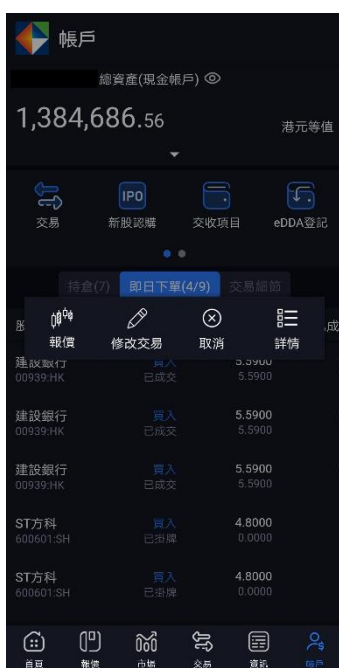 帳戶
總資產(現金帳戶)
1,384,686.56
港元等值
交易
IPO
新股認購
交收項目
eDDA登記
持倉(7)
即日下單(4/9)
交易細節
報價
修改交易
取消
詳情
建設銀行 買入 5.5900
00939:HK 已成交 5.5900
建設銀行 買入 5.5900
00939:HK 已成交 5.5900
建設銀行 買入 5.5900
00939:HK 已成交 5.5900
ST方科 買入 4.8000
600601:SH 已掛牌 0.0000
ST方科 買入 4.8000
600601:SH 已掛牌 0.0000
首頁 報價 市場 交易 資訊 帳戶